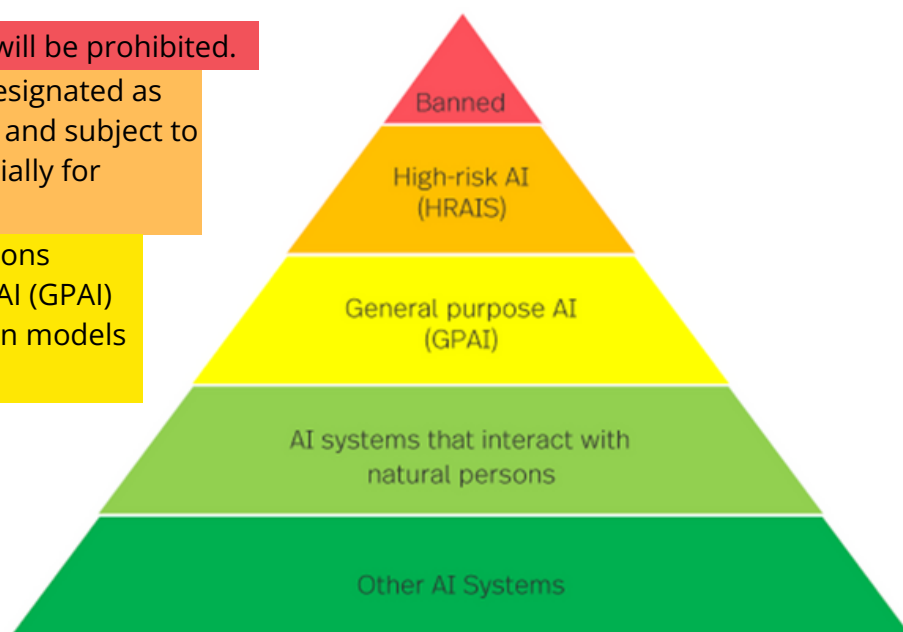 will be prohibited.
esignated as
and subject to
ially for
ons
AI (GPAI)
n models
Banned
High-risk AI
(HRAIS)
General purpose AI
(GPAI)
AI systems that interact with
natural persons
Other AI Systems